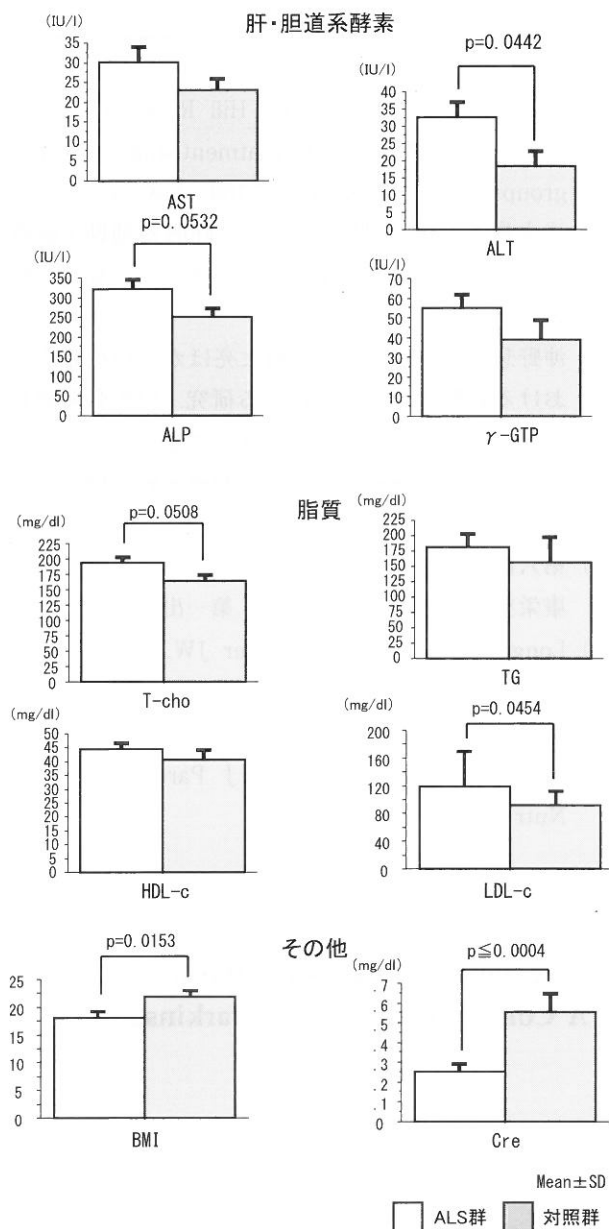 肝・胆道系酵素
(IU/l)
35
30
25
20
15
10
5
0
AST
(IU/l)
p=0.0442
40
35
30
25
20
15
10
5
0
ALT
p=0.0532
(IU/l)
350
300
250
200
150
100
50
0
ALP
70
60
50
40
30
20
10
0
γ-GTP
脂質
(mg/dl)
p=0.0508
225
200
175
150
125
100
75
50
25
0
T-cho
(mg/dl)
225
200
175
150
125
100
75
50
25
0
TG
(mg/dl)
50
45
40
35
30
25
20
15
10
5
0
HDL-c
(mg/dl)
p=0.0454
200
160
120
80
40
0
LDL-c
その他
p=0.0153
25
20
15
10
5
0
BMI
(mg/dl)
p≦0.0004
.7
.6
.5
.4
.3
.2
.1
0
Cre
Mean±SD
ALS群 対照群